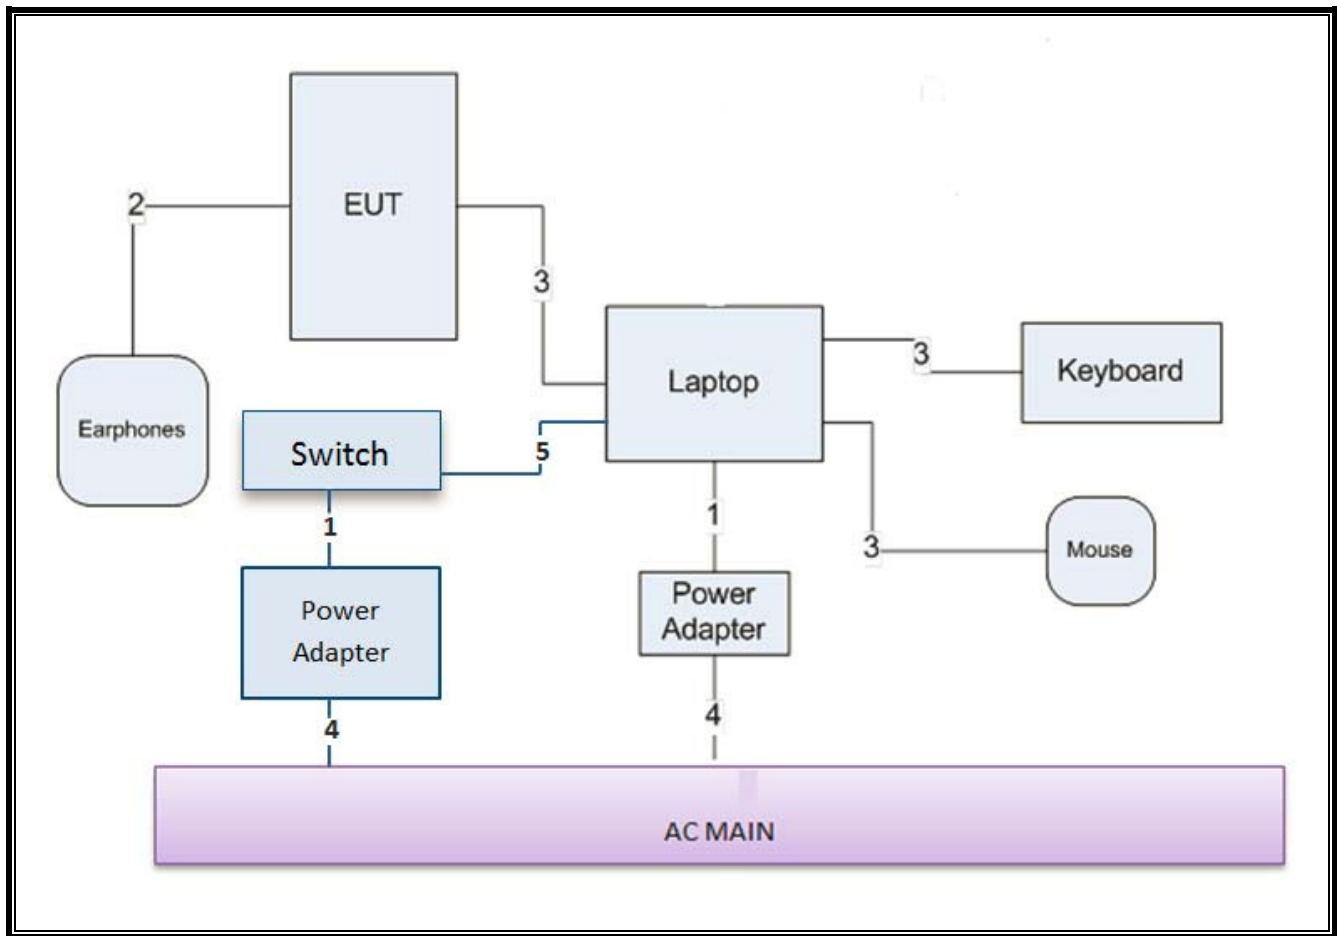 EUT
2
3
Laptop
3
Keyboard
Earphones
Switch
5
1
1
3
Mouse
Power
Adapter
Power
Adapter
4
4
AC MAIN